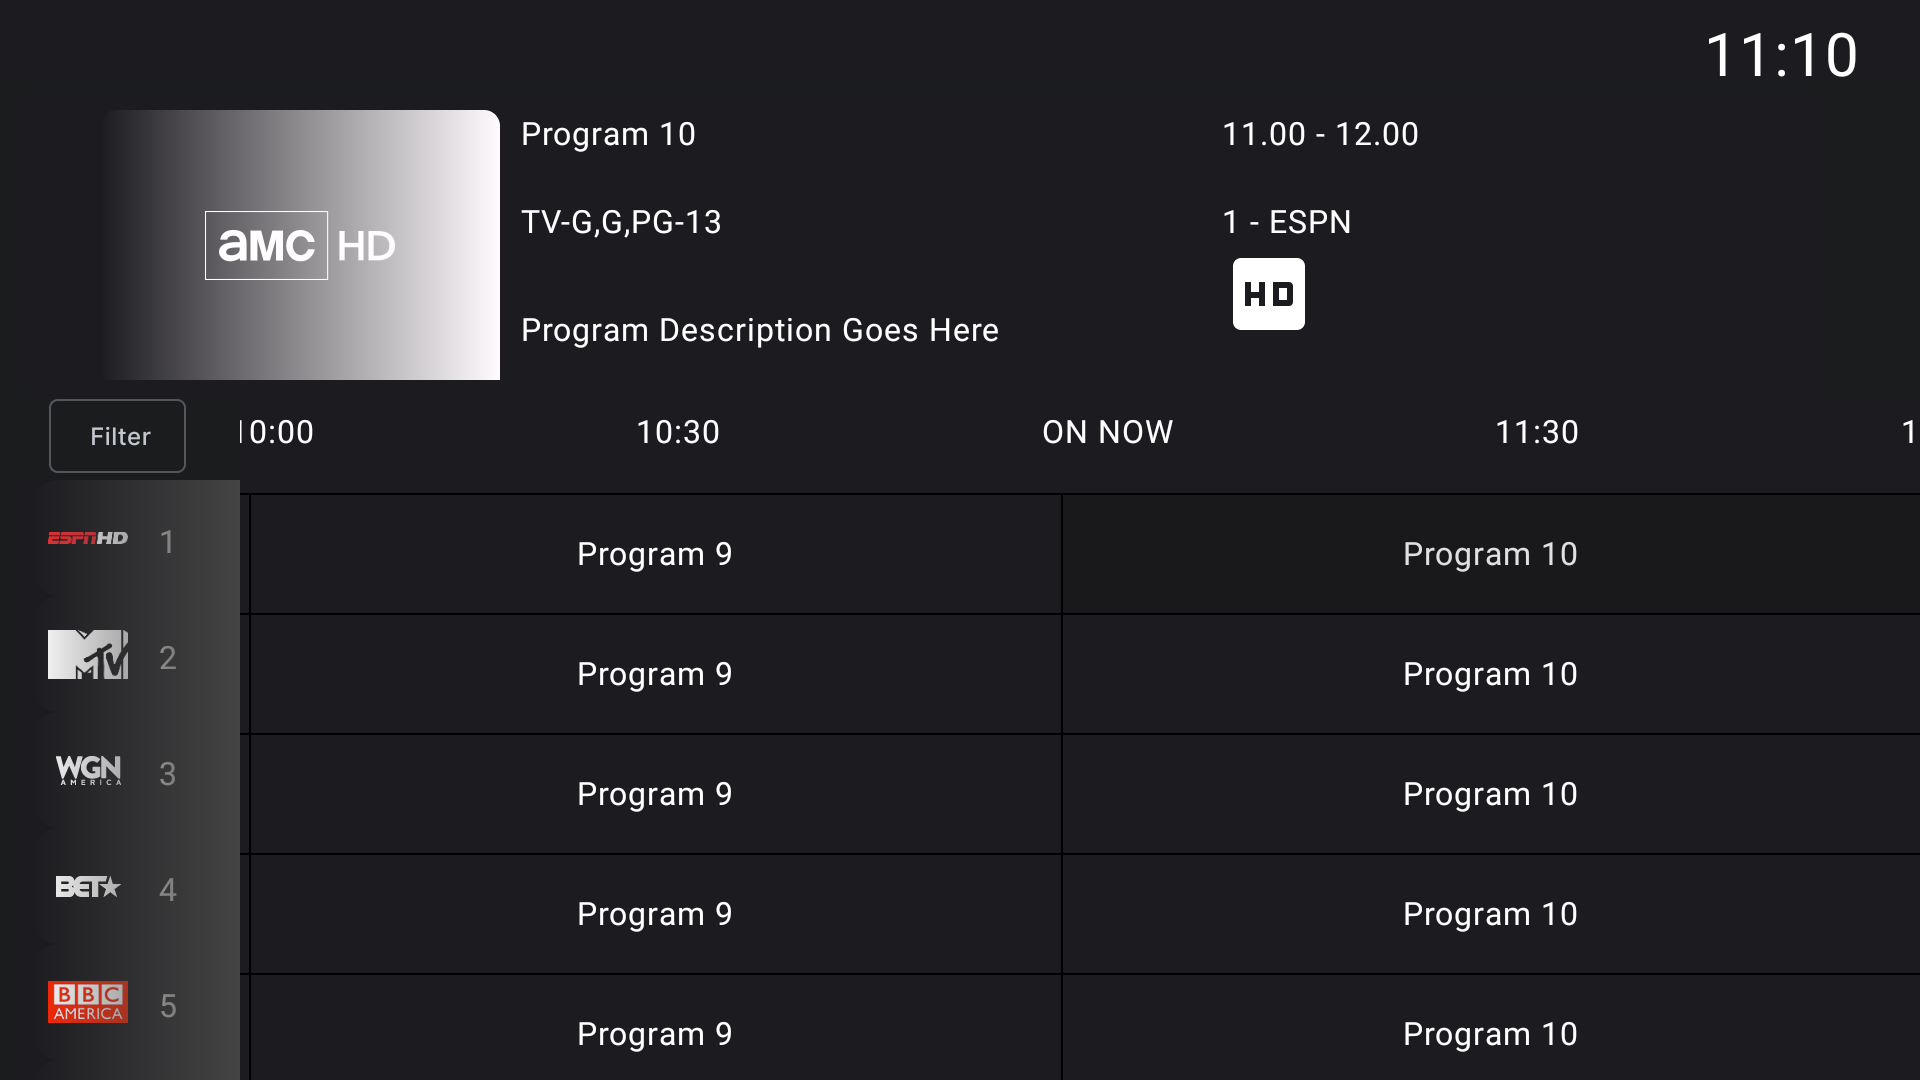 11:10
Program 10
11.00 - 12.00
aMC HD
TV-G,G,PG-13
1 - ESPN
HD
Program Description Goes Here
Filter
10:00
10:30
ON NOW
11:30
1
ESPN HD
1
Program 9
Program 10
MTV
2
Program 9
Program 10
WGN
AMERICA
3
Program 9
Program 10
BET
4
Program 9
Program 10
BBC
AMERICA
5
Program 9
Program 10